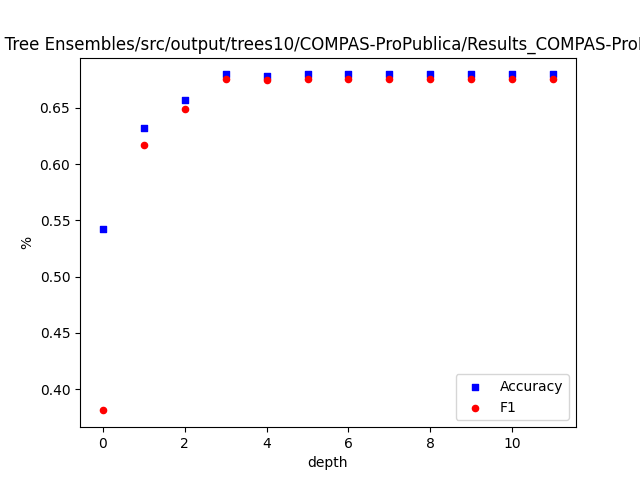 Tree Ensembles/src/output/trees10/COMPAS-ProPublica/Results_COMPAS-Pro
%
0.65
0.60
0.55
0.50
0.45
0.40
Accuracy
F1
0 2 4 6 8 10
depth